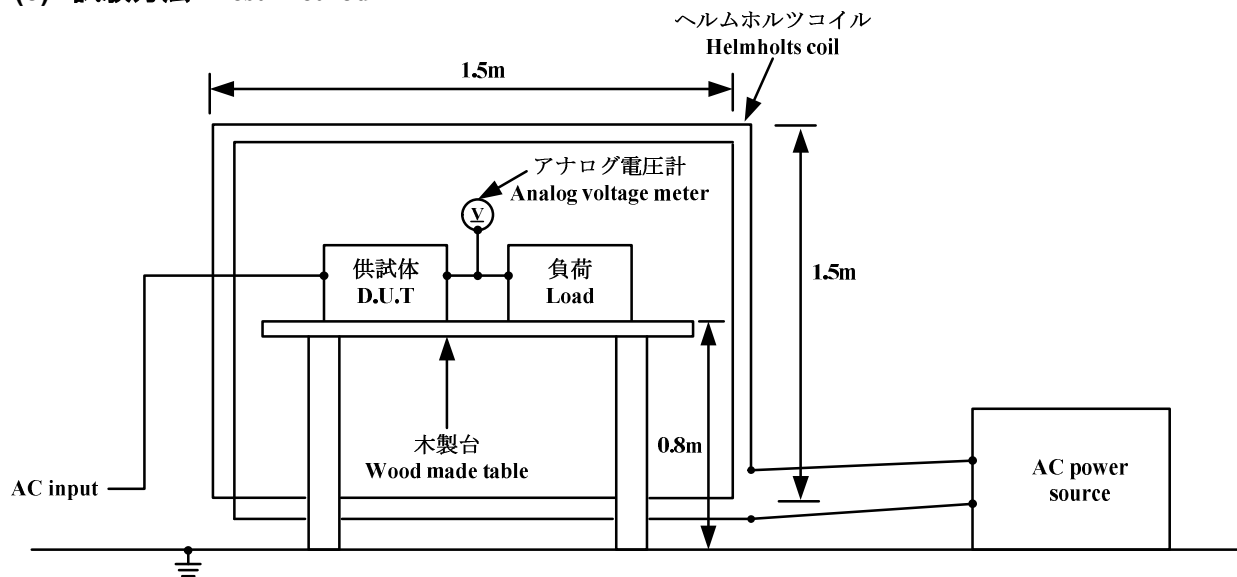 試験方法 Test Method
ヘルムホルツコイル
Helmholts coil
1.5m
アナログ電圧計
Analog voltage meter
V
供試体
D.U.T
負荷
Load
1.5m
木製台
Wood made table
0.8m
AC input
AC power
source